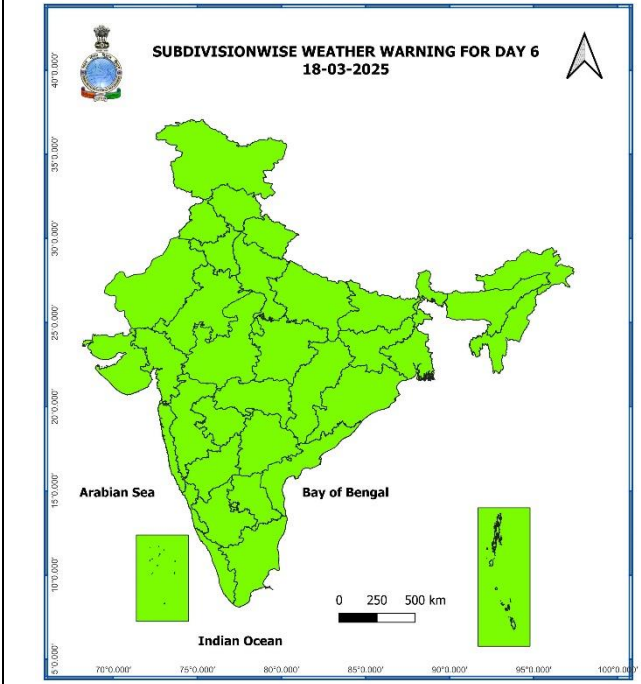 SUBDIVISIONWISE WEATHER WARNING FOR DAY 6
18-03-2025
40°0.000'
35°0.000'
30°0.000'
25°0.000'
20°0.000'
15°0.000'
10°0.000'
5°0.000'
Arabian Sea
Bay of Bengal
0 250 500 km
Indian Ocean
70°0.000' 75°0.000' 80°0.000' 85°0.000' 90°0.000' 95°0.000' 100°0.000'